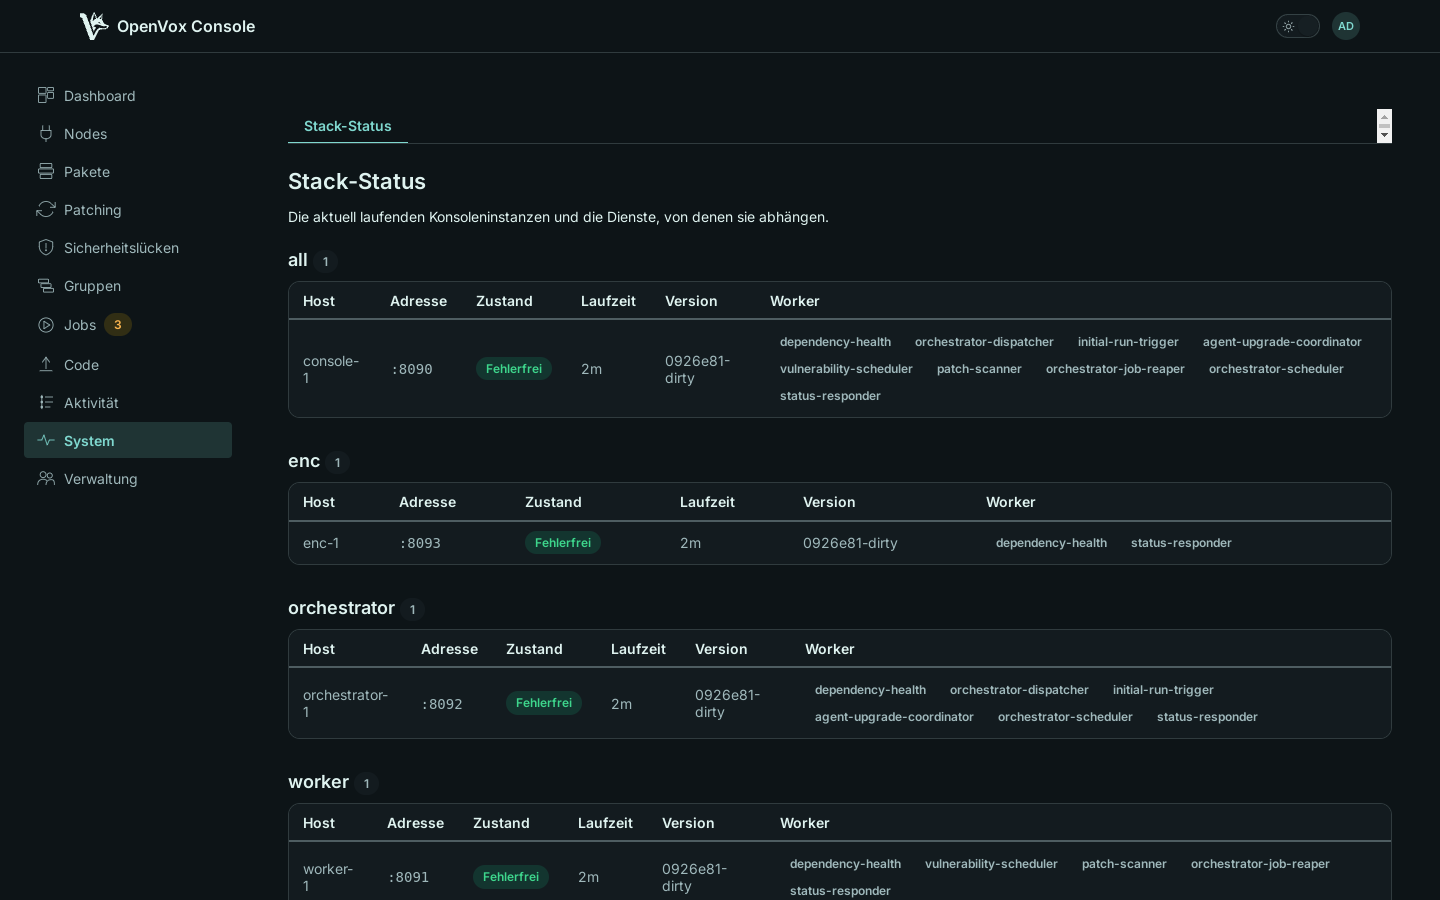 OpenVox Console
AD
Dashboard
Nodes
Pakete
Patching
Sicherheitslücken
Gruppen
Jobs 3
Code
Aktivität
System
Verwaltung
Stack-Status
Stack-Status
Die aktuell laufenden Konsoleninstanzen und die Dienste, von denen sie abhängen.
all 1
Host Adresse Zustand Laufzeit Version Worker
console-1 :8090 Fehlerfrei 2m 0926e81-dirty
dependency-health orchestrator-dispatcher initial-run-trigger agent-upgrade-coordinator
vulnerability-scheduler patch-scanner orchestrator-job-reaper orchestrator-scheduler
status-responder
enc 1
Host Adresse Zustand Laufzeit Version Worker
enc-1 :8093 Fehlerfrei 2m 0926e81-dirty dependency-health status-responder
orchestrator 1
Host Adresse Zustand Laufzeit Version Worker
orchestrator-1 :8092 Fehlerfrei 2m 0926e81-dirty
dependency-health orchestrator-dispatcher initial-run-trigger
agent-upgrade-coordinator orchestrator-scheduler status-responder
worker 1
Host Adresse Zustand Laufzeit Version Worker
worker-1 :8091 Fehlerfrei 2m 0926e81-dirty
dependency-health vulnerability-scheduler patch-scanner orchestrator-job-reaper
status-responder